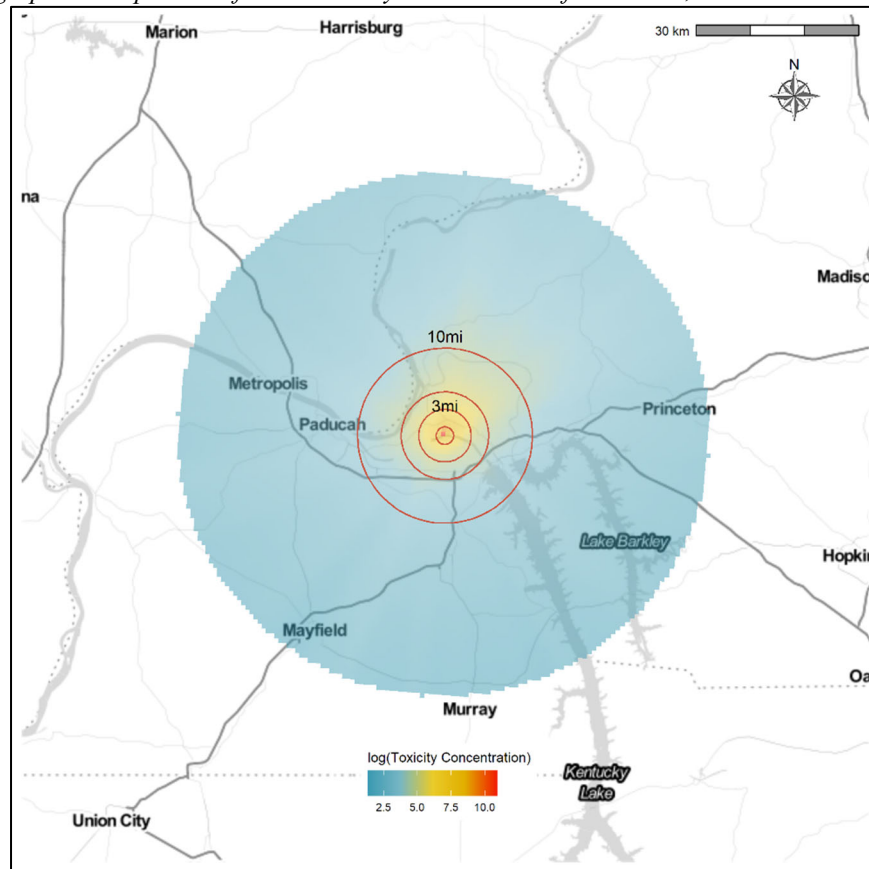 Marion
Harrisburg
30 km
N
na
Madisc
10mi
Metropolis
3mi
Princeton
Paducah
Lake Barkley
Hopkin
Mayfield
Oa
Murray
log(Toxicity Concentration)
2.5 5.0 7.5 10.0
Kentucky
Lake
Union City